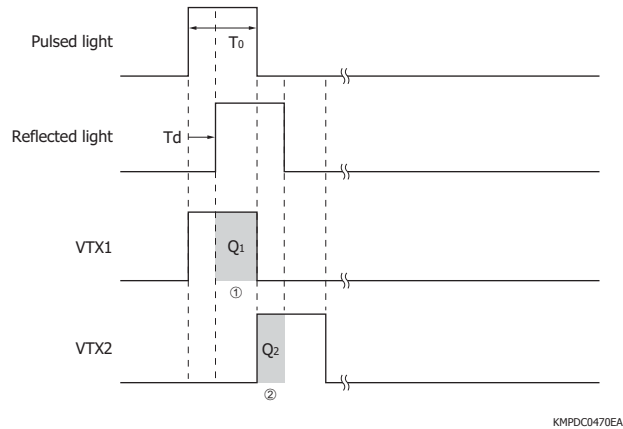 Pulsed light
T₀
Reflected light
Td
VTX1
Q₁
①
VTX2
Q₂
②
KMPDC0470EA